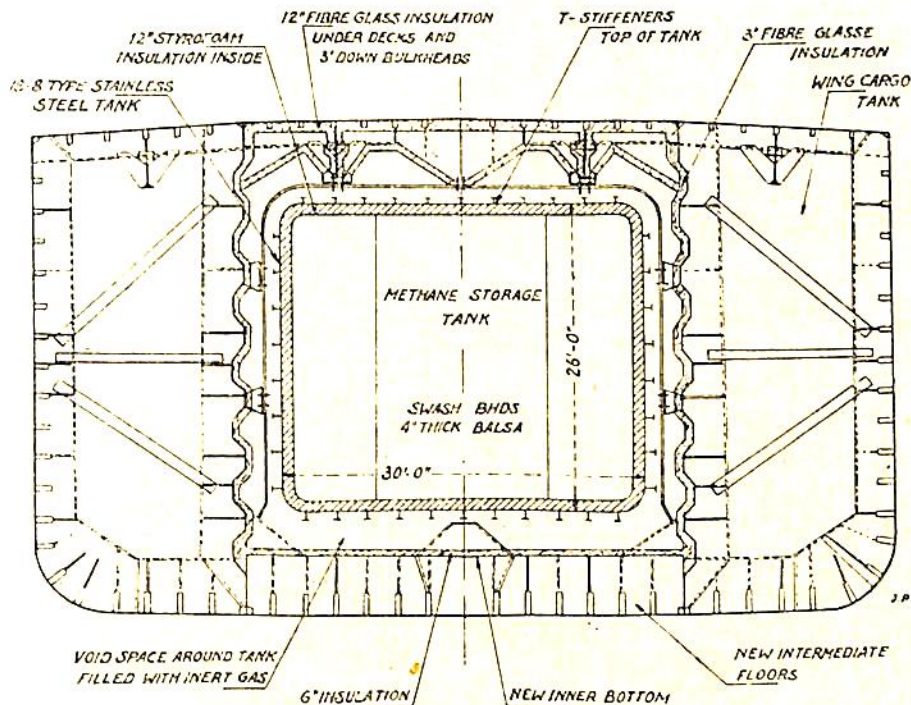 12" FIBRE GLASS INSULATION
UNDER DECKS AND
3' DOWN BULKHEADS
T-STIFFENERS
TOP OF TANK
12" STYROFOAM
INSULATION INSIDE
3" FIBRE GLASSE
INSULATION
18-8 TYPE STAINLESS
STEEL TANK
WING CARGO
TANK
METHANE STORAGE
TANK
26'-0"
SWASH BHDS
4" THICK BALSA
30'-0"
J.P
VOID SPACE AROUND TANK
FILLED WITH INERT GAS
6" INSULATION
NEW INNER BOTTOM
NEW INTERMEDIATE
FLOORS